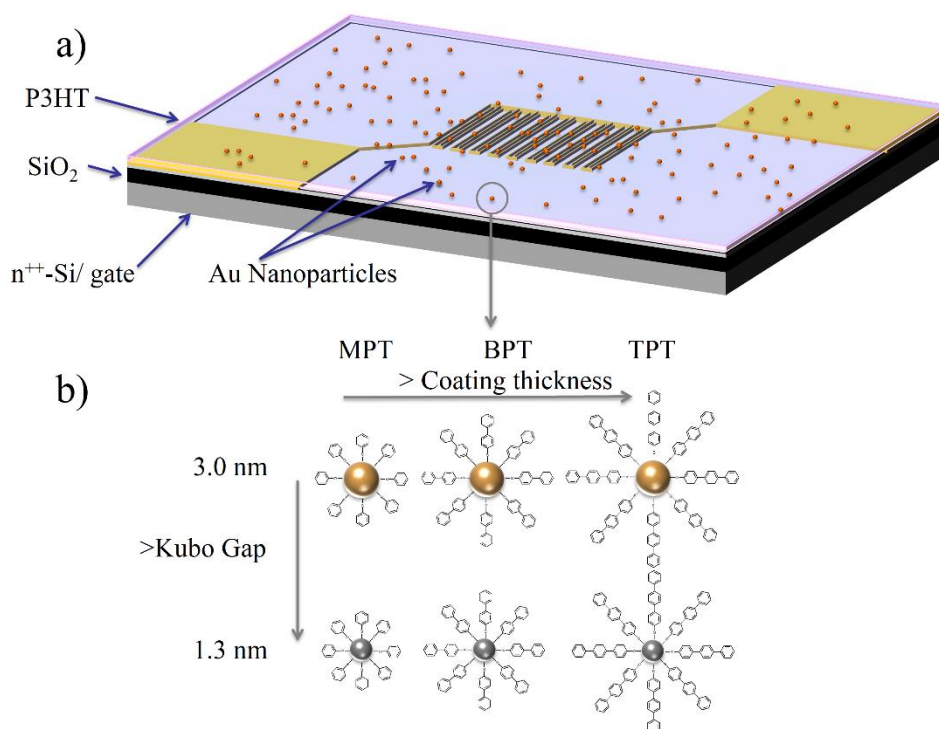 a)
P3HT
SiO₂
n⁺⁺-Si/ gate
Au Nanoparticles
MPT BPT TPT
> Coating thickness
b)
3.0 nm
>Kubo Gap
1.3 nm